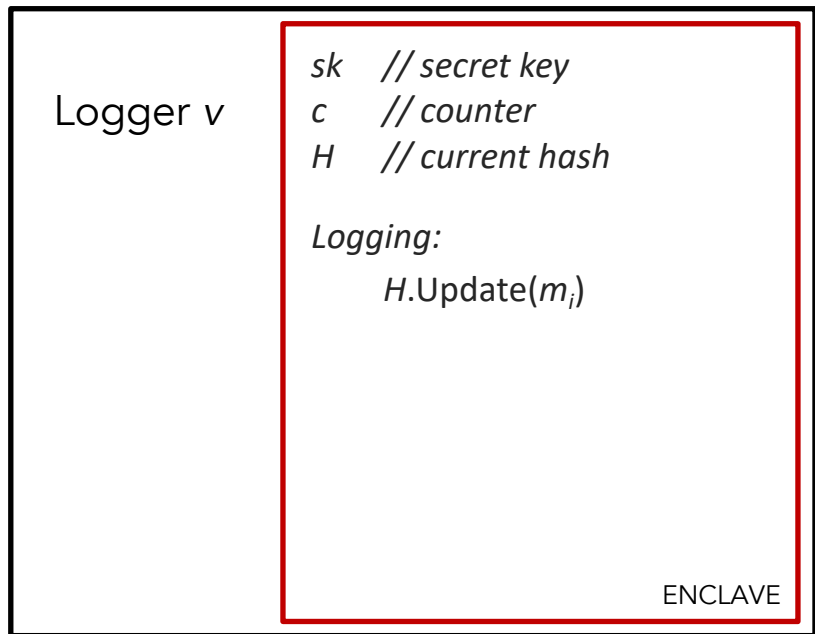 Logger v
sk // secret key
c // counter
H // current hash
Logging:
H.Update(mᵢ)
ENCLAVE